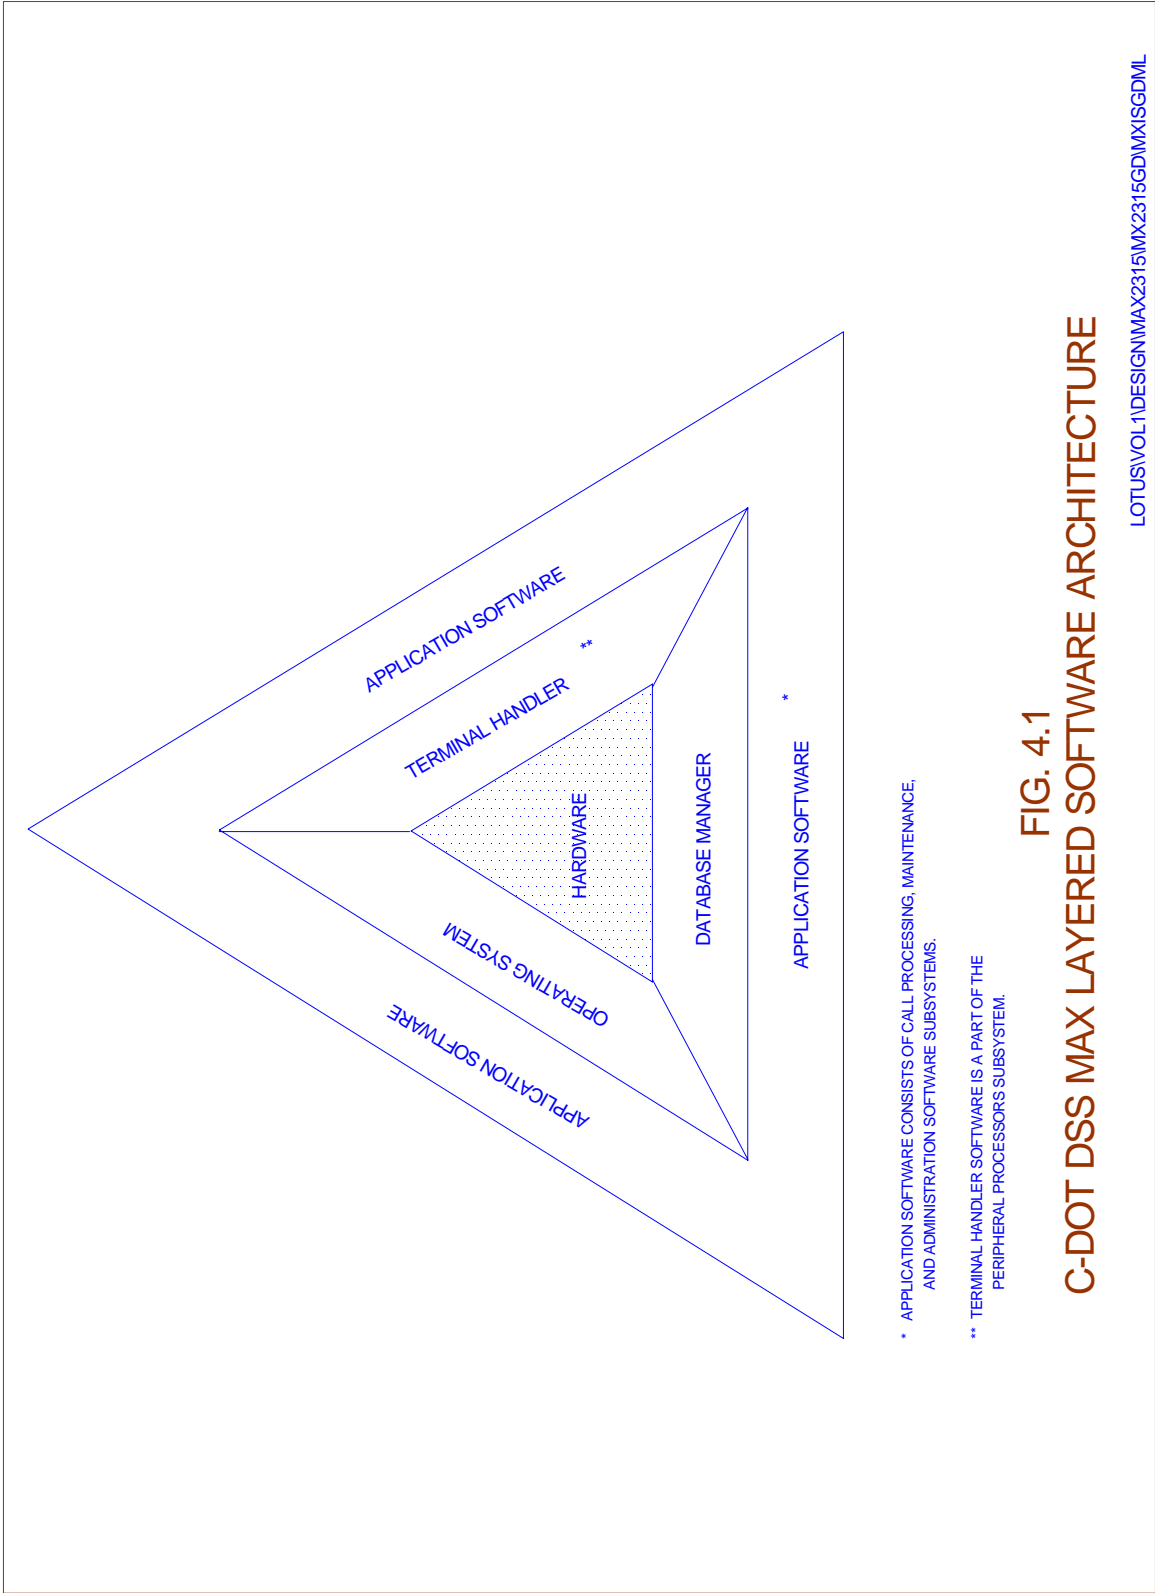 APPLICATION SOFTWARE
APPLICATION SOFTWARE
OPERATING SYSTEM
TERMINAL HANDLER **
HARDWARE
DATABASE MANAGER
APPLICATION SOFTWARE *
* APPLICATION SOFTWARE CONSISTS OF CALL PROCESSING, MAINTENANCE,
AND ADMINISTRATION SOFTWARE SUBSYSTEMS.
** TERMINAL HANDLER SOFTWARE IS A PART OF THE
PERIPHERAL PROCESSORS SUBSYSTEM.
FIG. 4.1
C-DOT DSS MAX LAYERED SOFTWARE ARCHITECTURE
LOTUS\VOL1\DESIGN\MAX2315\MX2315GD\MXISGDML